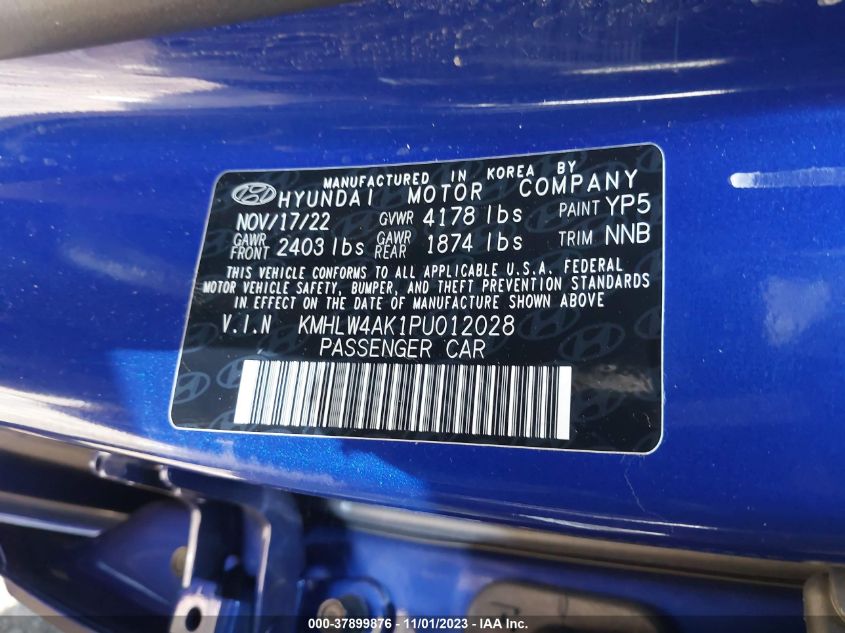 MANUFACTURED IN KOREA BY
HYUNDAI MOTOR COMPANY
NOV/17/22 GVWR 4178 lbs PAINT YP5
GAWR FRONT 2403 lbs GAWR REAR 1874 lbs TRIM NNB
THIS VEHICLE CONFORMS TO ALL APPLICABLE U.S.A. FEDERAL
MOTOR VEHICLE SAFETY, BUMPER, AND THEFT PREVENTION STANDARDS
IN EFFECT ON THE DATE OF MANUFACTURE SHOWN ABOVE.
V.I.N KMHLW4AK1PU012028
PASSENGER CAR
000-37899876 - 11/01/2023 - Copyright © 2023 IAA, Inc.